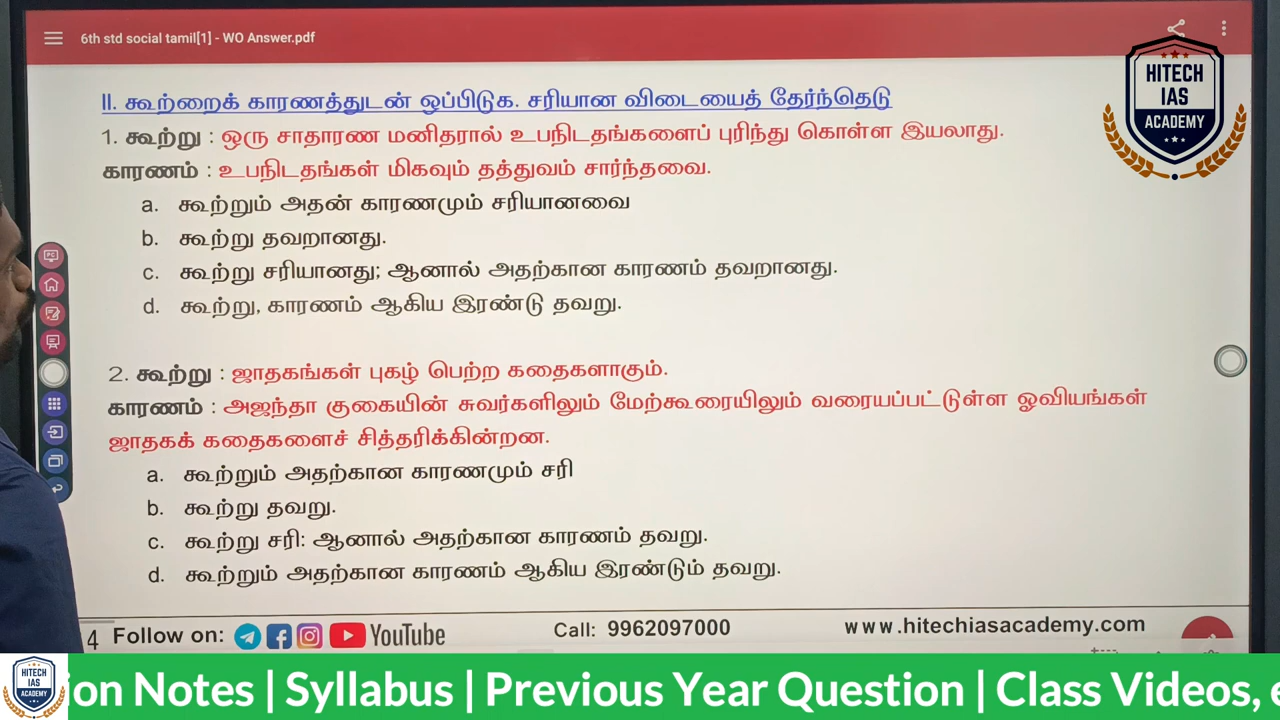 6th std social tamil[1] - WO Answer.pdf
HITECH
IAS
ACADEMY
II. கூற்றைக் காரணத்துடன் ஒப்பிடுக. சரியான விடையைத் தேர்ந்தெடு
1. கூற்று : ஒரு சாதாரண மனிதரால் உபநிடதங்களைப் புரிந்து கொள்ள இயலாது.
காரணம் : உபநிடதங்கள் மிகவும் தத்துவம் சார்ந்தவை.
a. கூற்றும் அதன் காரணமும் சரியானவை
b. கூற்று தவறானது.
c. கூற்று சரியானது; ஆனால் அதற்கான காரணம் தவறானது.
d. கூற்று, காரணம் ஆகிய இரண்டு தவறு.
2. கூற்று : ஜாதகங்கள் புகழ் பெற்ற கதைகளாகும்.
காரணம் : அஜந்தா குகையின் சுவர்களிலும் மேற்கூரையிலும் வரையப்பட்டுள்ள ஓவியங்கள்
ஜாதகக் கதைகளைச் சித்தரிக்கின்றன.
a. கூற்றும் அதற்கான காரணமும் சரி
b. கூற்று தவறு.
c. கூற்று சரி: ஆனால் அதற்கான காரணம் தவறு.
d. கூற்றும் அதற்கான காரணம் ஆகிய இரண்டும் தவறு.
4 Follow on: YouTube Call: 9962097000 www.hitechiasacademy.com
HITECH
IAS
ACADEMY
ion Notes | Syllabus | Previous Year Question | Class Videos, e